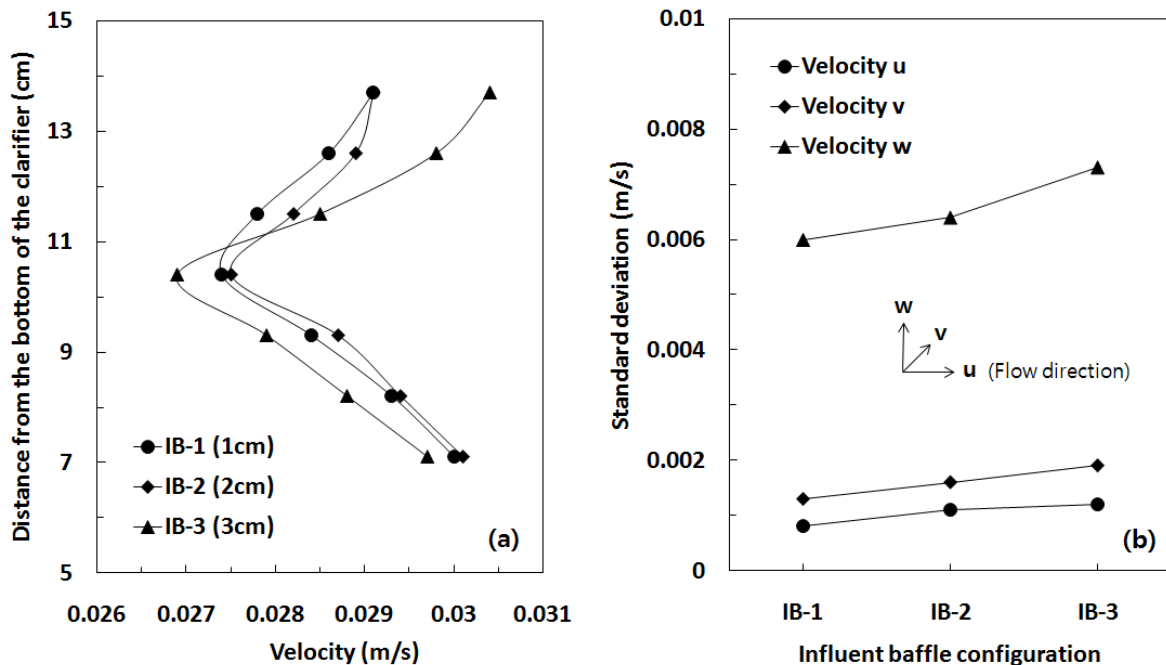 Distance from the bottom of the clarifier (cm)
15
13
11
9
7
5
IB-1 (1cm)
IB-2 (2cm)
IB-3 (3cm)
(a)
0.026
0.027
0.028
0.029
0.03
0.031
Velocity (m/s)
Standard deviation (m/s)
0.01
0.008
0.006
0.004
0.002
0
Velocity u
Velocity v
Velocity w
w
v
u (Flow direction)
(b)
IB-1
IB-2
IB-3
Influent baffle configuration